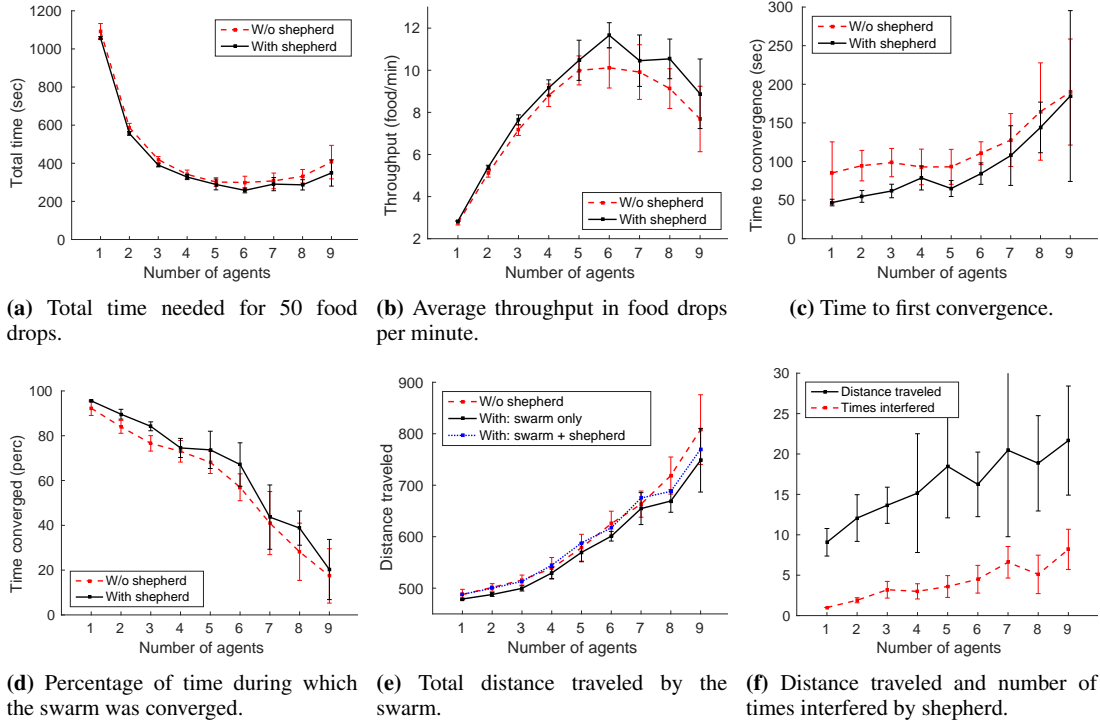 1200
1000
800
600
400
200
0
Total time (sec)
W/o shepherd
With shepherd
1 2 3 4 5 6 7 8 9
Number of agents
(a) Total time needed for 50 food
drops.
12
10
8
6
4
2
Throughput (food/min)
W/o shepherd
With shepherd
1 2 3 4 5 6 7 8 9
Number of agents
(b) Average throughput in food drops
per minute.
300
250
200
150
100
50
0
Time to convergence (sec)
W/o shepherd
With shepherd
1 2 3 4 5 6 7 8 9
Number of agents
(c) Time to first convergence.
100
80
60
40
20
0
Time converged (perc)
W/o shepherd
With shepherd
1 2 3 4 5 6 7 8 9
Number of agents
(d) Percentage of time during which
the swarm was converged.
900
800
700
600
500
Distance traveled
W/o shepherd
With: swarm only
With: swarm + shepherd
1 2 3 4 5 6 7 8 9
Number of agents
(e) Total distance traveled by the
swarm.
30
25
20
15
10
5
0
Distance traveled
Times interfered
1 2 3 4 5 6 7 8 9
Number of agents
(f) Distance traveled and number of
times interfered by shepherd.